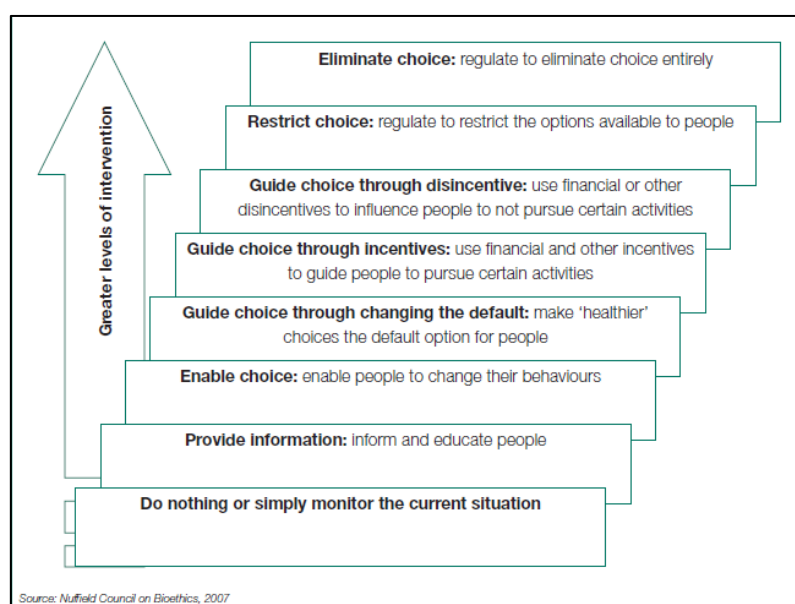 Eliminate choice: regulate to eliminate choice entirely
Restrict choice: regulate to restrict the options available to people
Guide choice through disincentive: use financial or other
disincentives to influence people to not pursue certain activities
Guide choice through incentives: use financial and other incentives
to guide people to pursue certain activities
Guide choice through changing the default: make ‘healthier’
choices the default option for people
Enable choice: enable people to change their behaviours
Provide information: inform and educate people
Do nothing or simply monitor the current situation
Greater levels of intervention
Source: Nuffield Council on Bioethics, 2007